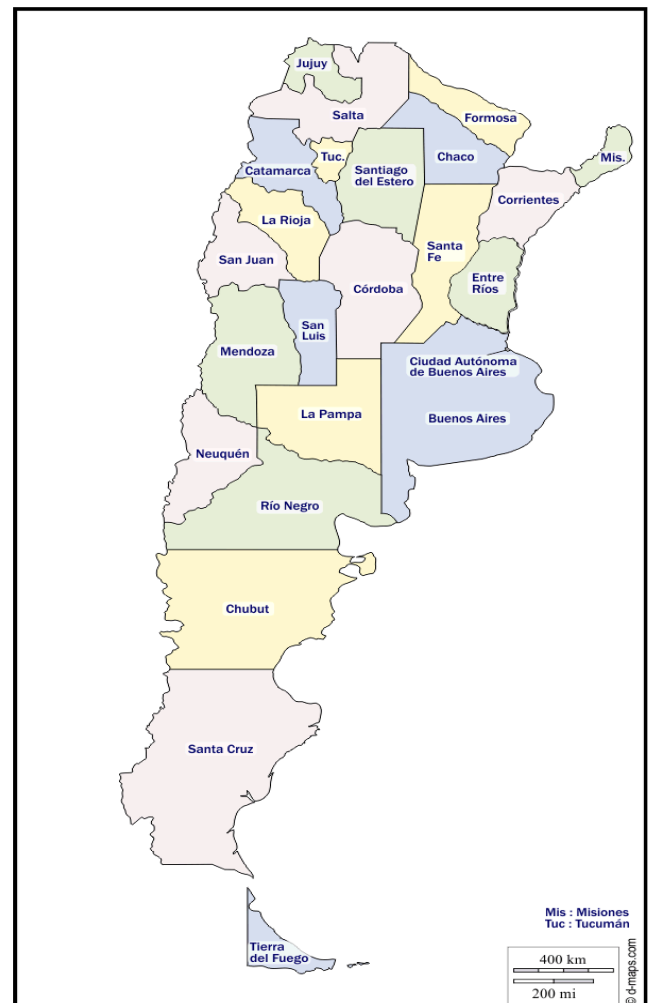 Jujuy
Salta
Formosa
Tuc.
Chaco
Mis.
Catamarca
Santiago
del Estero
Corrientes
La Rioja
Santa
Fe
San Juan
Entre
Ríos
Córdoba
San
Luis
Mendoza
Ciudad Autónoma
de Buenos Aires
La Pampa
Buenos Aires
Neuquén
Río Negro
Chubut
Santa Cruz
Tierra
del Fuego
Mis : Misiones
Tuc : Tucumán
400 km
200 mi
© d-maps.com